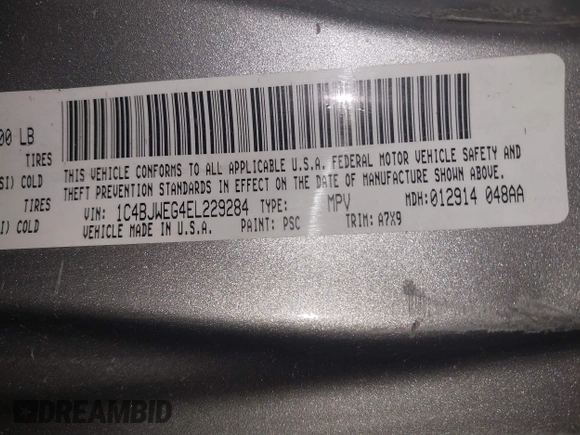 00 LB
TIRES
SI) COLD
TIRES
I) COLD
THIS VEHICLE CONFORMS TO ALL APPLICABLE U.S.A. FEDERAL MOTOR VEHICLE SAFETY AND
THEFT PREVENTION STANDARDS IN EFFECT ON THE DATE OF MANUFACTURE SHOWN ABOVE.
VIN: 1C4BJWEG4EL229284 TYPE: MPV MDH: 012914 048AA
VEHICLE MADE IN U.S.A. PAINT: PSC TRIM: A7X9
DREAMBID